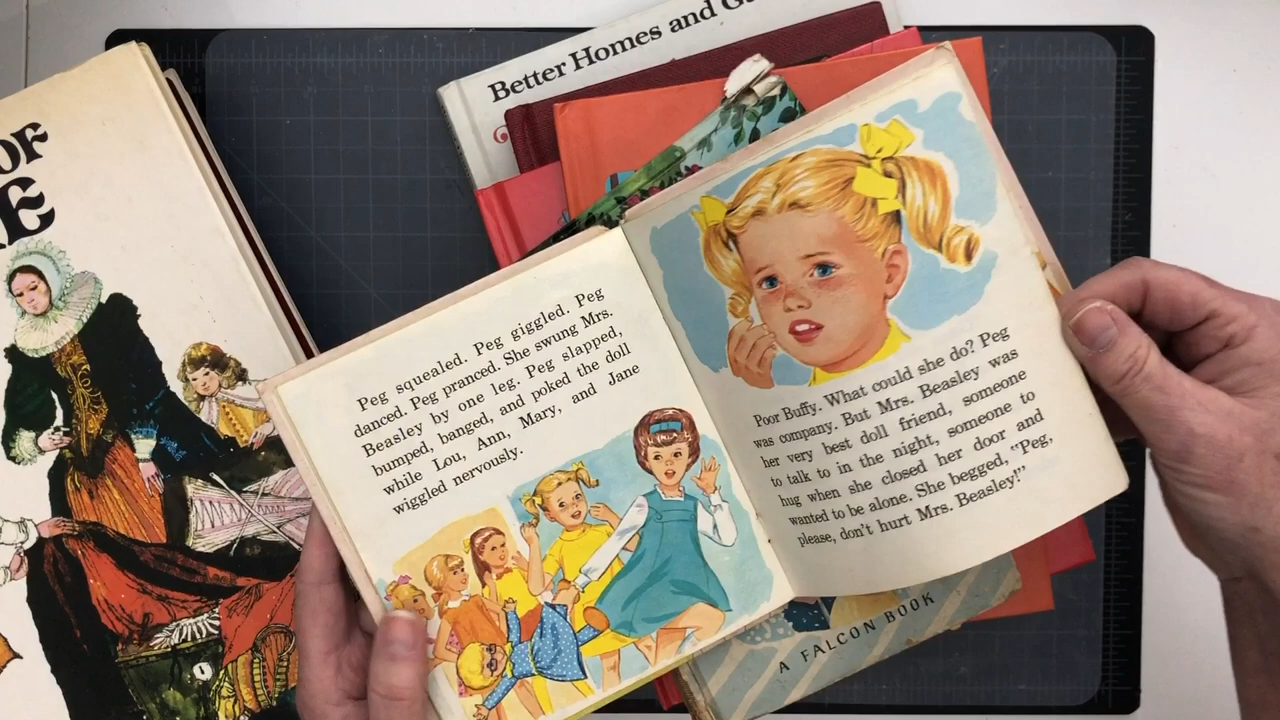 OF
Better Homes and
Peg squealed. Peg giggled. Peg
danced. Peg pranced. She swung Mrs.
Beasley by one leg. Peg slapped,
bumped, banged, and poked the doll
while Lou, Ann, Mary, and Jane
wiggled nervously.
Poor Buffy. What could she do? Peg
was company. But Mrs. Beasley was
her very best doll friend, someone
to talk to in the night, someone to
hug when she closed her door and
wanted to be alone. She begged, "Peg,
please, don't hurt Mrs. Beasley!"
A FALCON BOOK